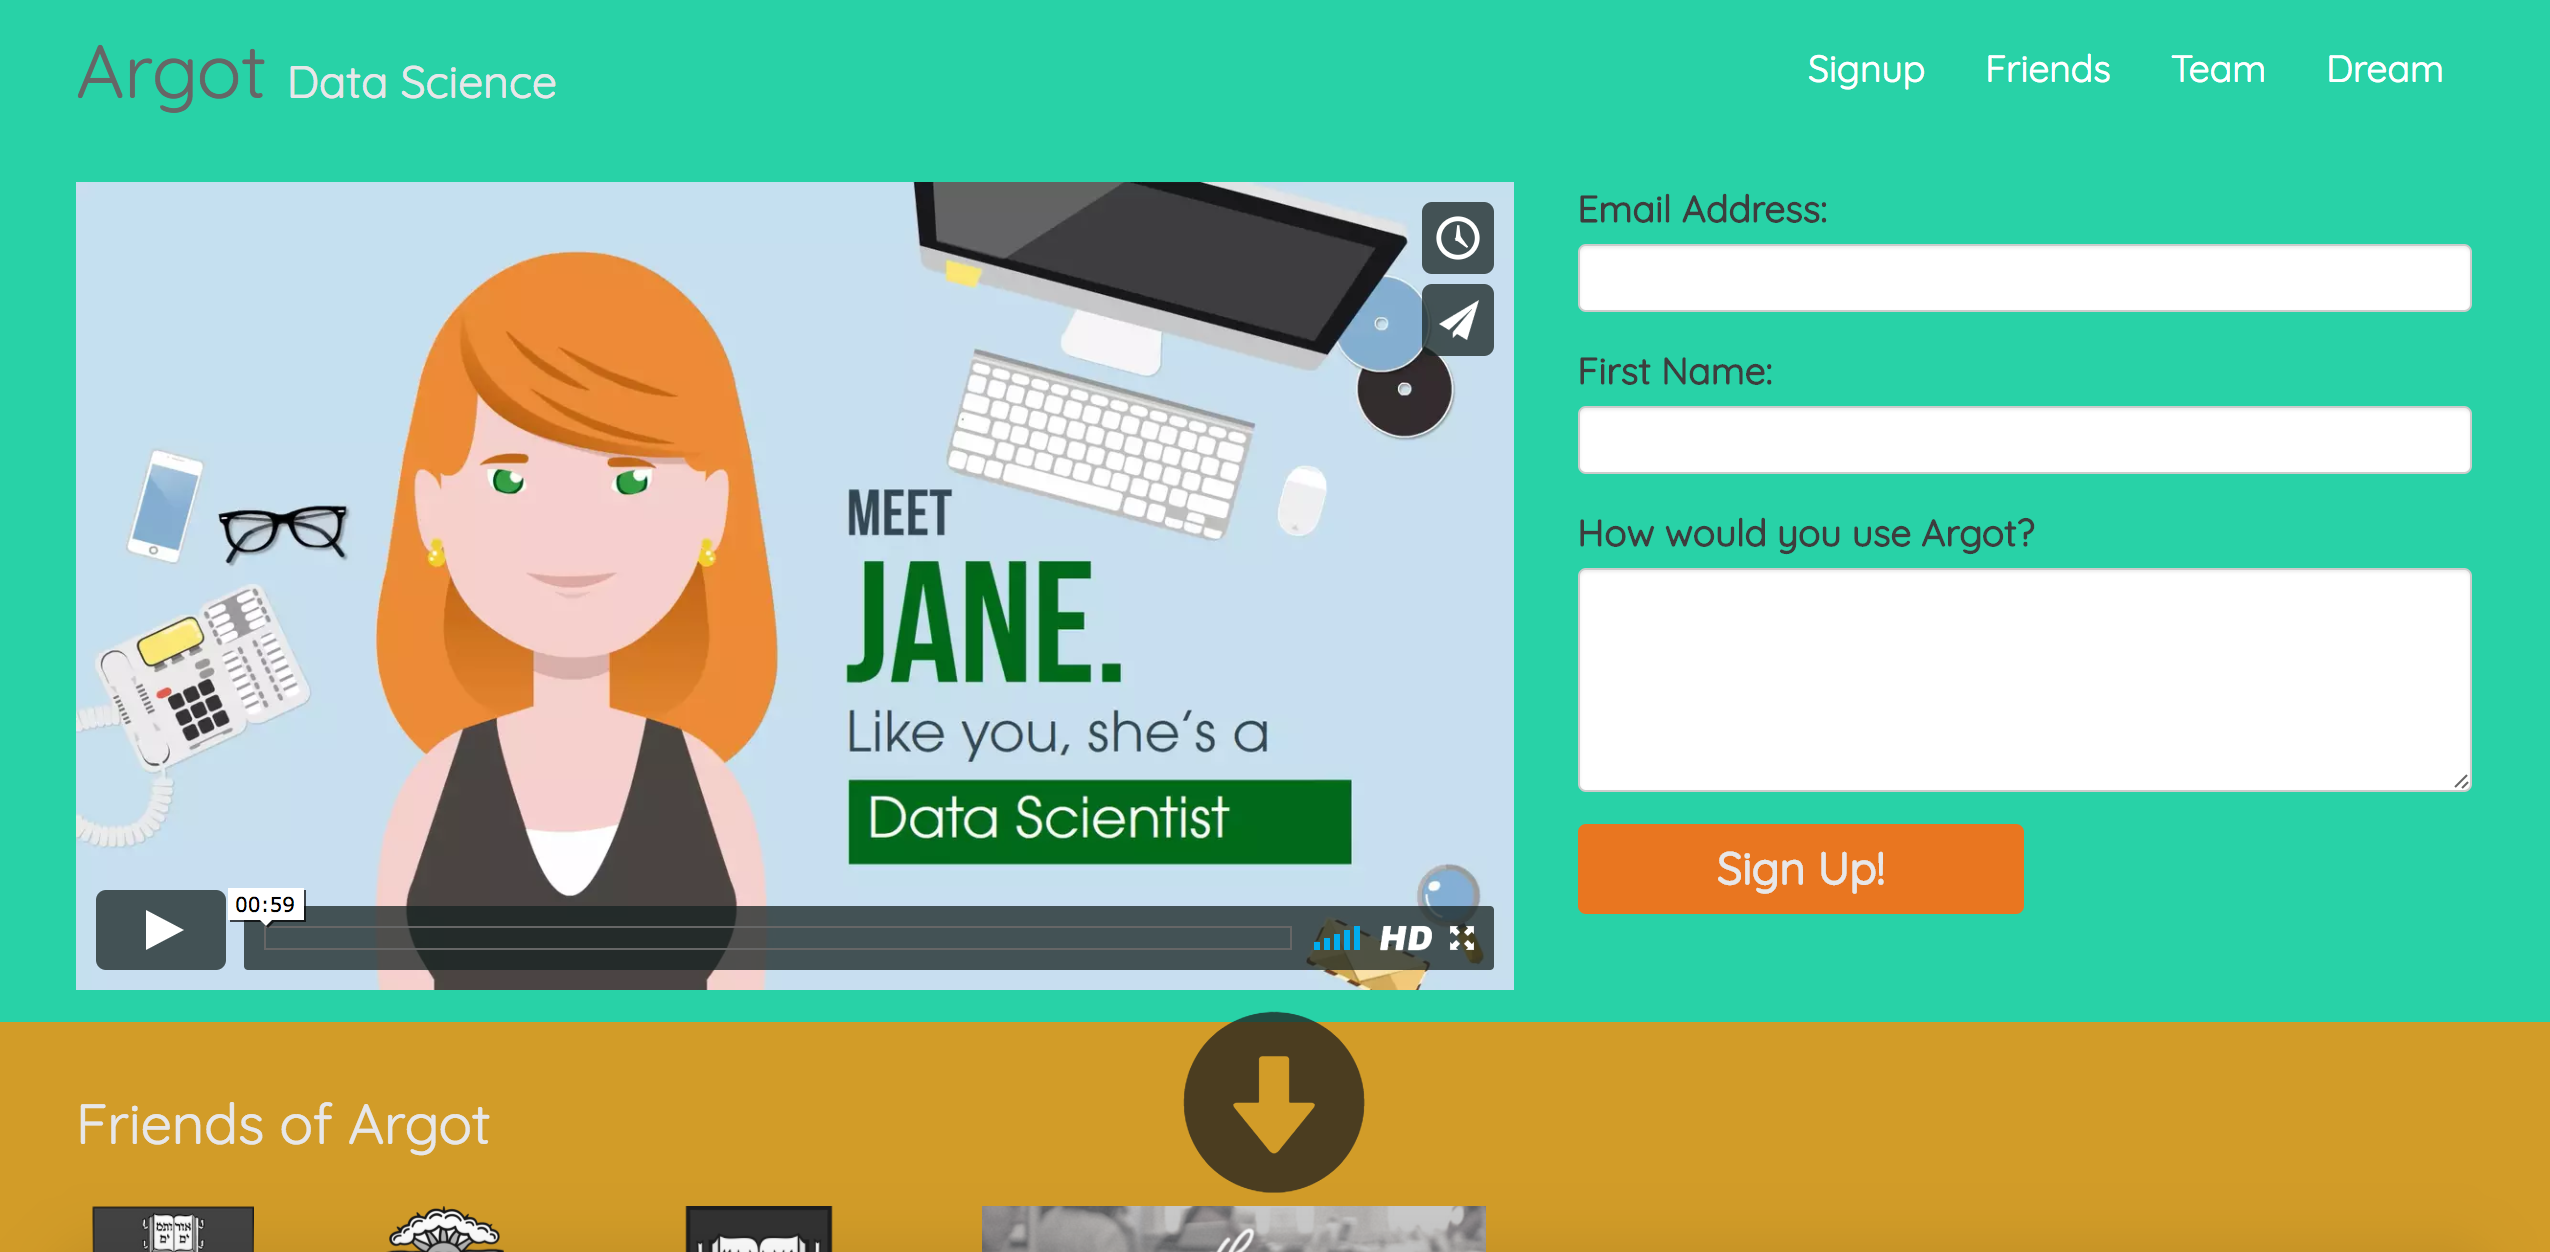 Argot Data Science
Signup Friends Team Dream
MEET
JANE.
Like you, she's a
Data Scientist
00:59
HD
Email Address:
First Name:
How would you use Argot?
Sign Up!
Friends of Argot